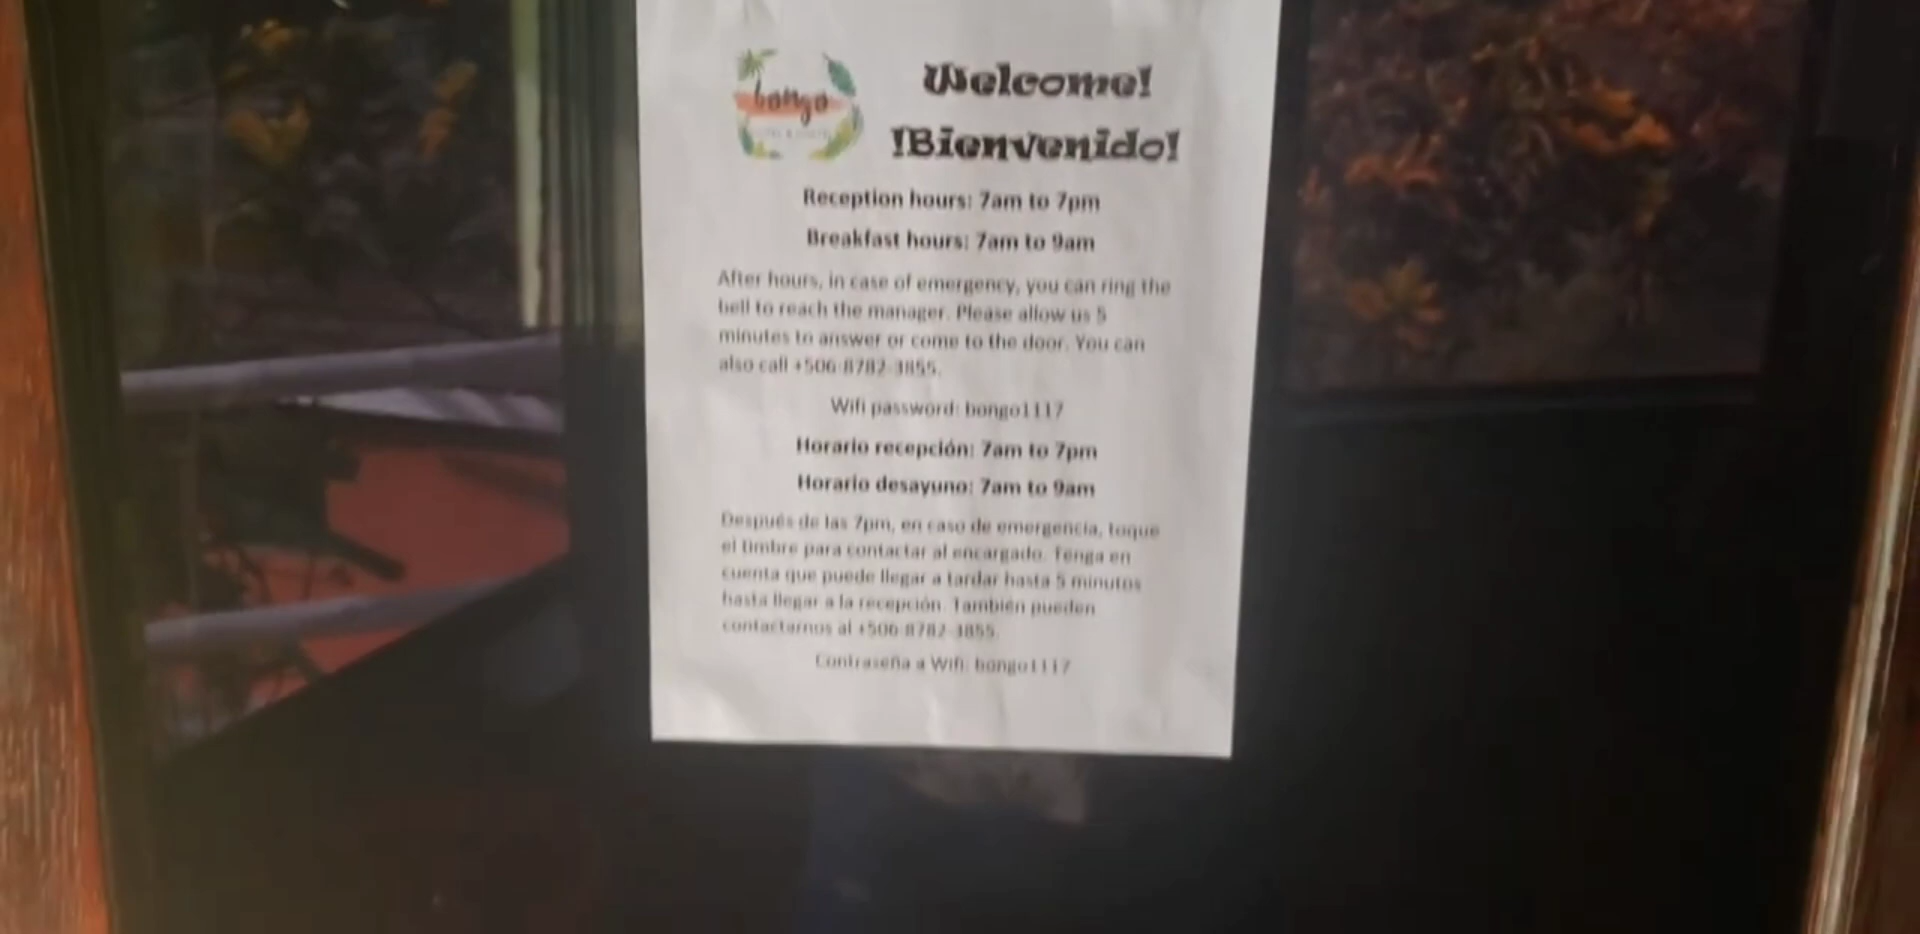 bongo
Welcome!
!Bienvenido!
Reception hours: 7am to 7pm
Breakfast hours: 7am to 9am
After hours, in case of emergency, you can ring the
bell to reach the manager. Please allow us 5
minutes to answer or come to the door. You can
also call +506-8782-3855.
Wifi password: bongo1117
Horario recepción: 7am to 7pm
Horario desayuno: 7am to 9am
Después de las 7pm, en caso de emergencia, toque
el timbre para contactar al encargado. Tenga en
cuenta que puede llegar a tardar hasta 5 minutos
hasta llegar a la recepción. También pueden
contactarnos al +506-8782-3855.
Contraseña a Wifi: bongo1117